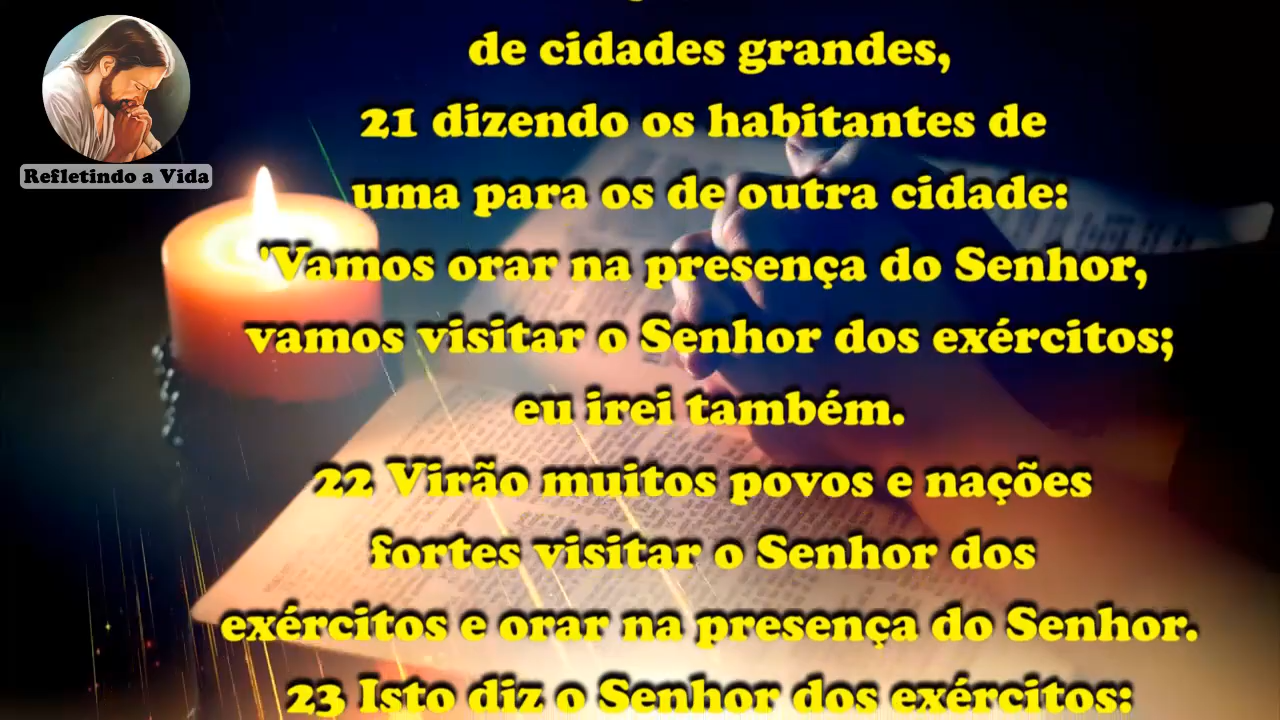 Refletindo a Vida
de cidades grandes,
21 dizendo os habitantes de
uma para os de outra cidade:
'Vamos orar na presença do Senhor,
vamos visitar o Senhor dos exércitos;
eu irei também.
22 Virão muitos povos e nações
fortes visitar o Senhor dos
exércitos e orar na presença do Senhor.
23 Isto diz o Senhor dos exércitos: